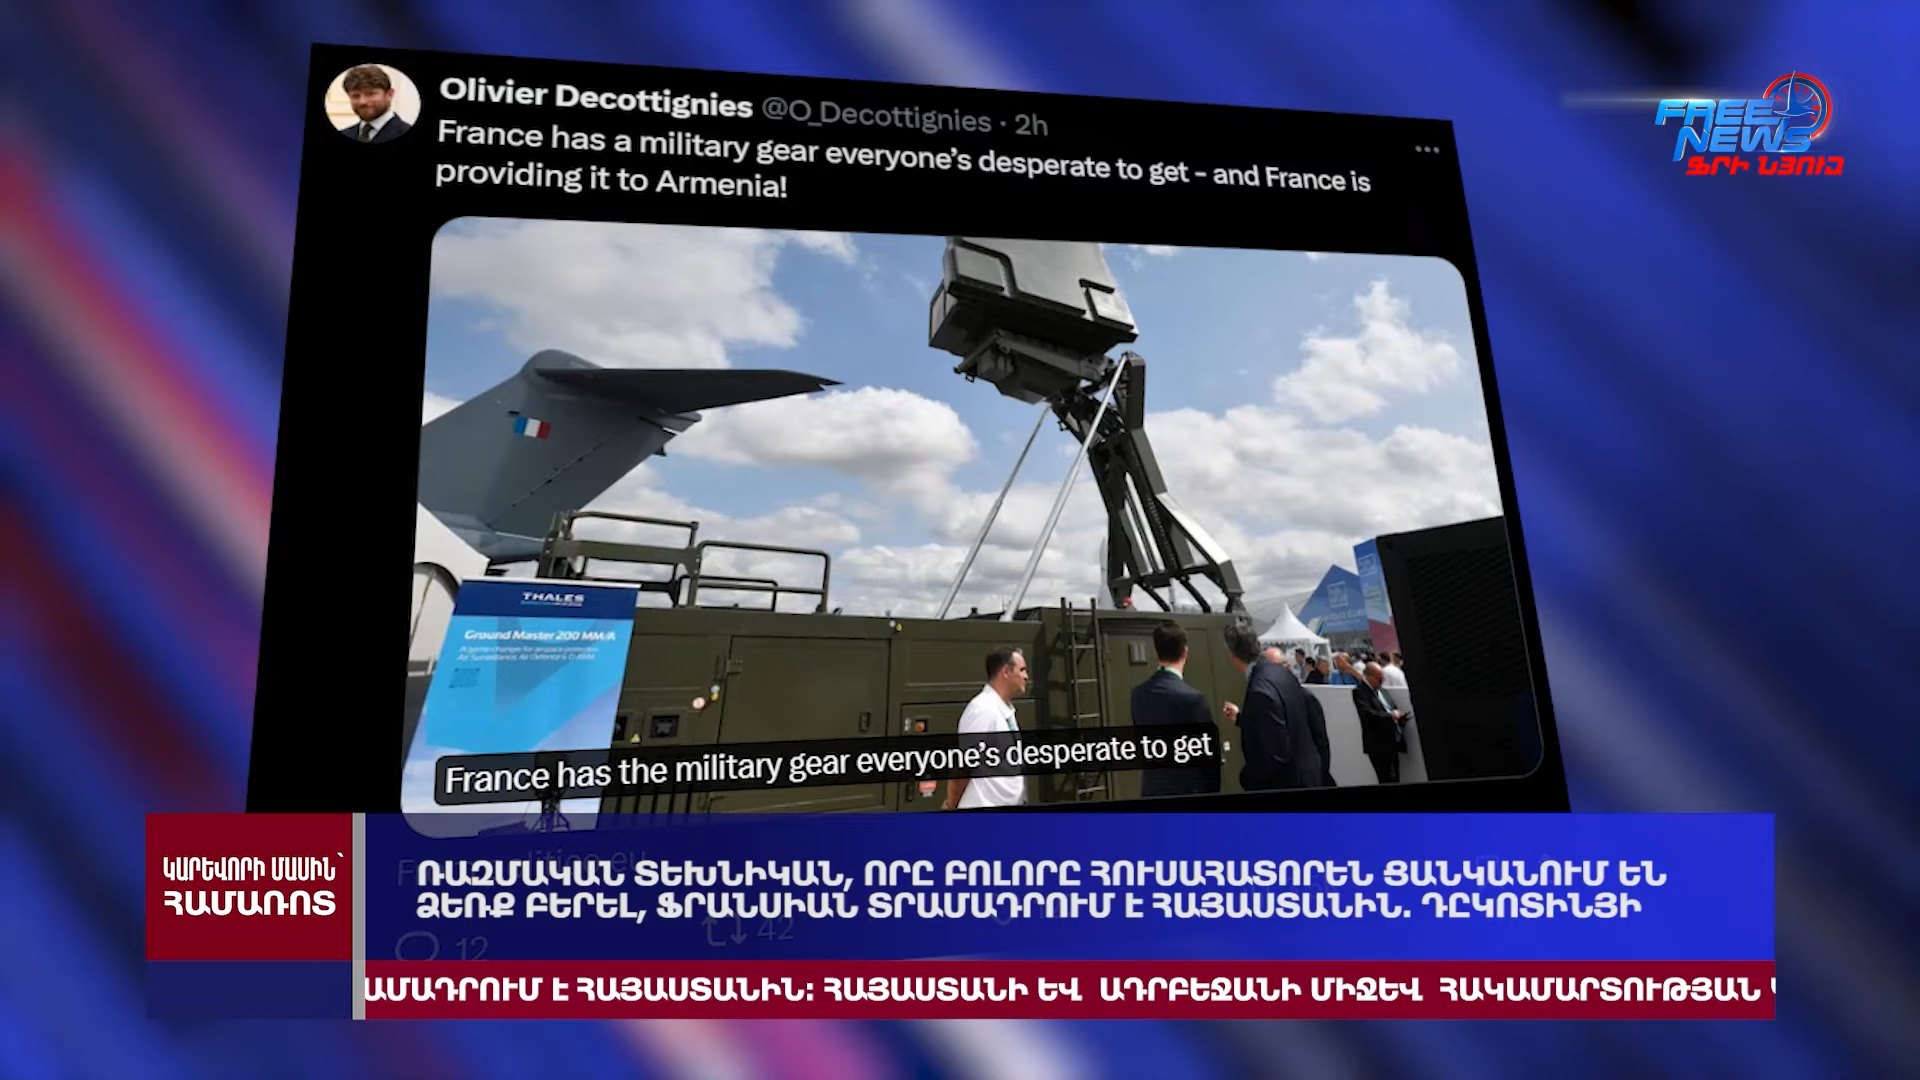 Olivier Decottignies @O_Decottignies · 2h
France has a military gear everyone's desperate to get - and France is
providing it to Armenia!
FREE
NEWS
ՖՐԻ ՆՅՈՒԶ
THALES
Ground Master 200 MM/A
France has the military gear everyone's desperate to get
ԿԱՐԵՎՈՐԻ ՄԱՍԻՆ՝
ՀԱՄԱՌՈՏ
ՌԱԶՄԱԿԱՆ ՏԵԽՆԻԿԱՆ, ՈՐԸ ԲՈԼՈՐԸ ՀՈՒՍԱՀԱՏՈՐԵՆ ՑԱՆԿԱՆՈՒՄ ԵՆ
ՁԵՌՔ ԲԵՐԵԼ, ՖՐԱՆՍԻԱՆ ՏՐԱՄԱԴՐՈՒՄ Է ՀԱՅԱՍՏԱՆԻՆ. ԴԸԿՈՏԻՆՅԻ
12
42
ԱՄԱԴՐՈՒՄ Է ՀԱՅԱՍՏԱՆԻՆ: ՀԱՅԱՍՏԱՆԻ ԵՎ ԱԴՐԲԵՋԱՆԻ ՄԻՋԵՎ ՀԱԿԱՄԱՐՏՈՒԹՅԱՆ